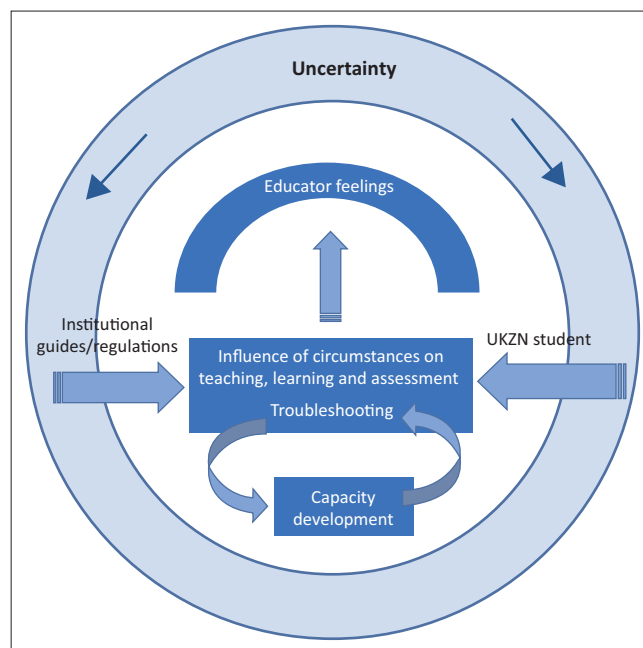 Uncertainty
Educator feelings
Institutional
guides/regulations
UKZN student
Influence of circumstances on
teaching, learning and assessment
Troubleshooting
Capacity
development